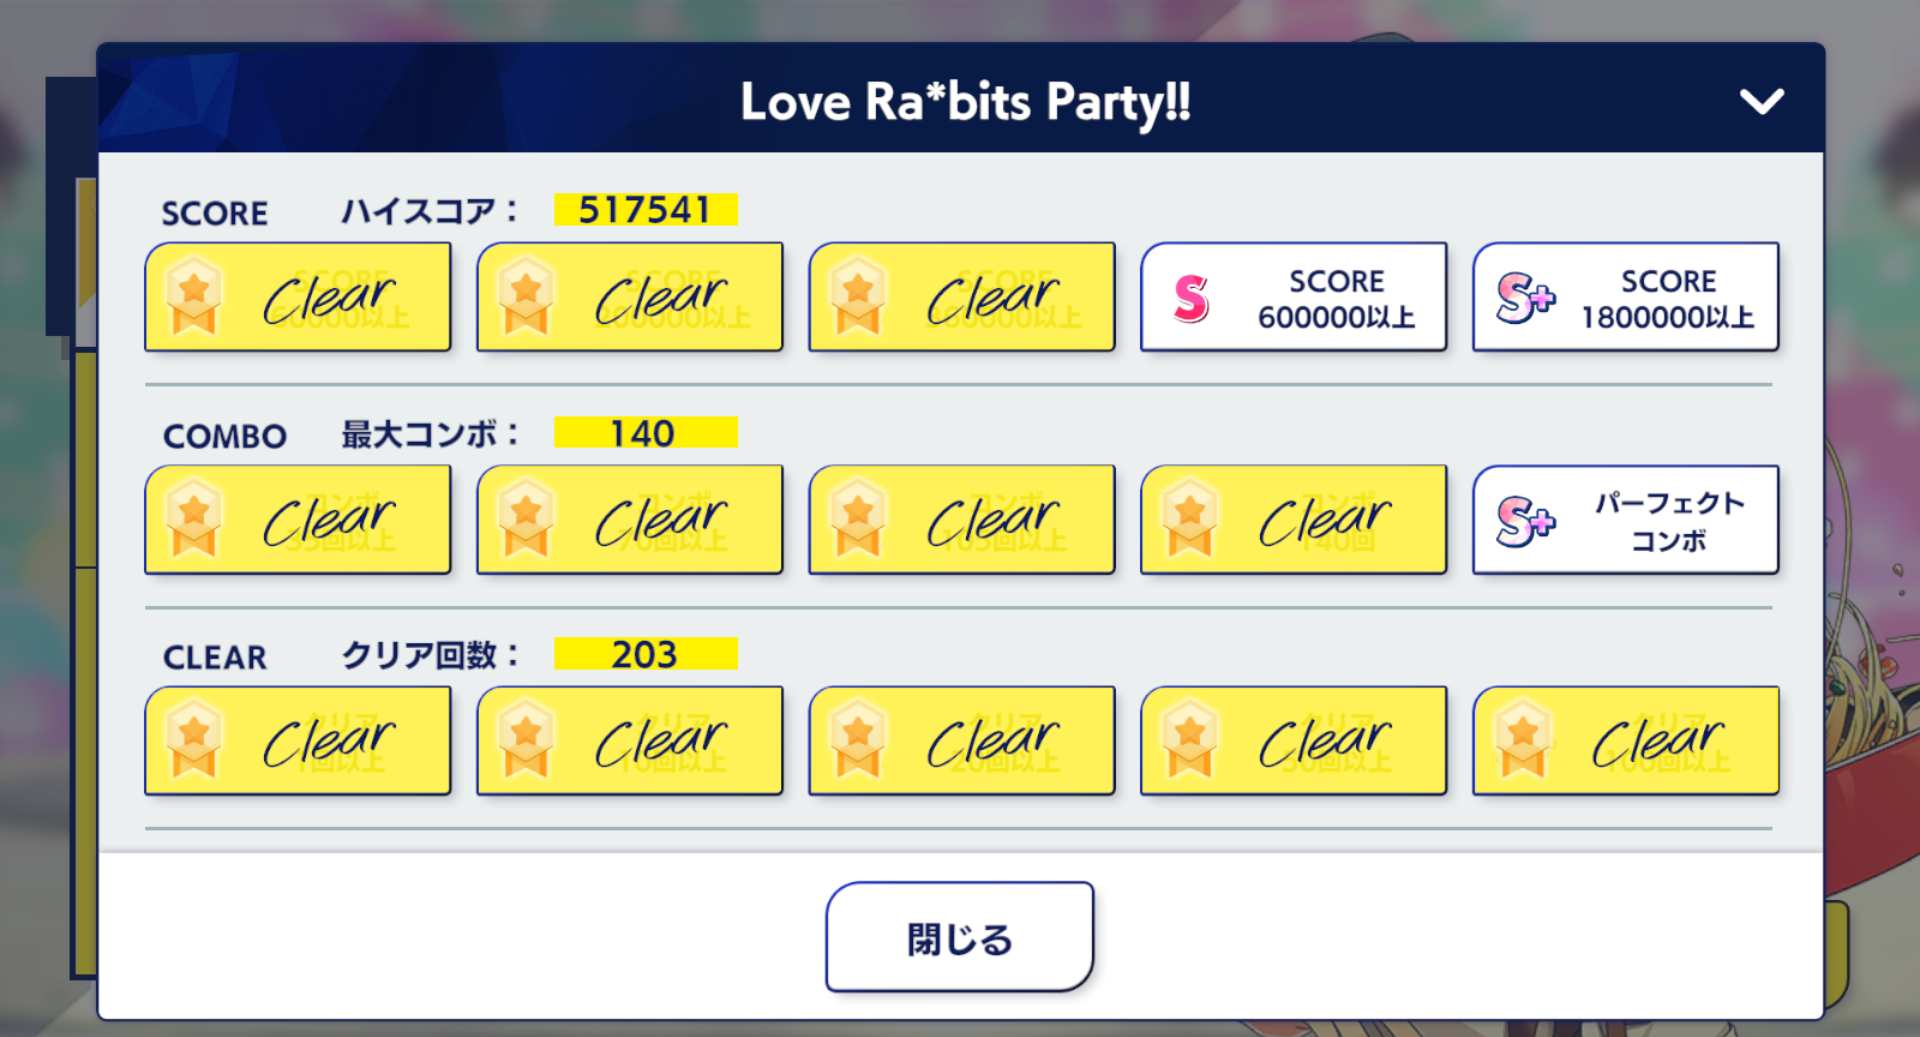 Love Ra*bits Party!!
SCORE ハイスコア： 517541
Clear Clear Clear
SCORE
600000以上
SCORE
1800000以上
COMBO 最大コンボ： 140
Clear Clear Clear Clear
パーフェクト
コンボ
CLEAR クリア回数： 203
Clear Clear Clear Clear Clear
閉じる